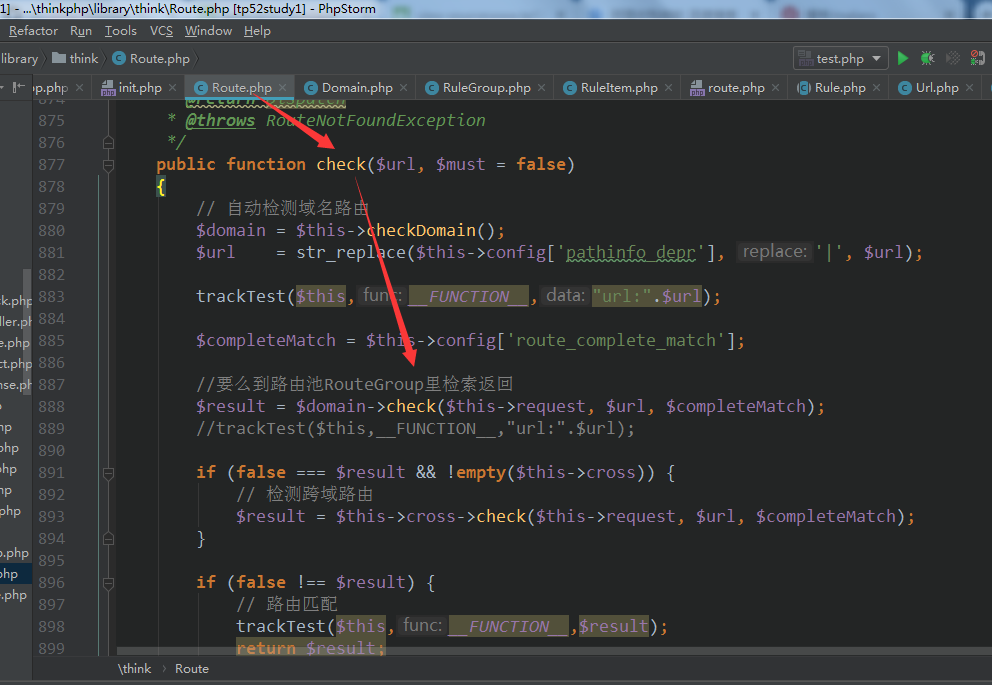 1] - ...\thinkphp\library\think\Route.php [tp52study1] - PhpStorm
Refactor Run Tools VCS Window Help
library think Route.php test.php
pp.php init.php Route.php Domain.php RuleGroup.php RuleItem.php route.php Rule.php Url.php
874 @return Dispatch
875 * @throws RouteNotFoundException
876 */
877 public function check($url, $must = false)
878 {
879 // 自动检测域名路由
880 $domain = $this->checkDomain();
881 $url = str_replace($this->config['pathinfo_depr'], replace: '|', $url);
882
883 trackTest($this, func: __FUNCTION__, data: "url:".$url);
884
885 $completeMatch = $this->config['route_complete_match'];
886
887 //要么到路由池RouteGroup里检索返回
888 $result = $domain->check($this->request, $url, $completeMatch);
889 //trackTest($this,__FUNCTION__,"url:".$url);
890
891 if (false === $result && !empty($this->cross)) {
892 // 检测跨域路由
893 $result = $this->cross->check($this->request, $url, $completeMatch);
894 }
895
896 if (false !== $result) {
897 // 路由匹配
898 trackTest($this, func: __FUNCTION__,$result);
899 return $result;
ck.php
ller.ph
e.php
ct.php
nse.ph
hp
php
php
hp
php
o.php
php
e.php
\think Route